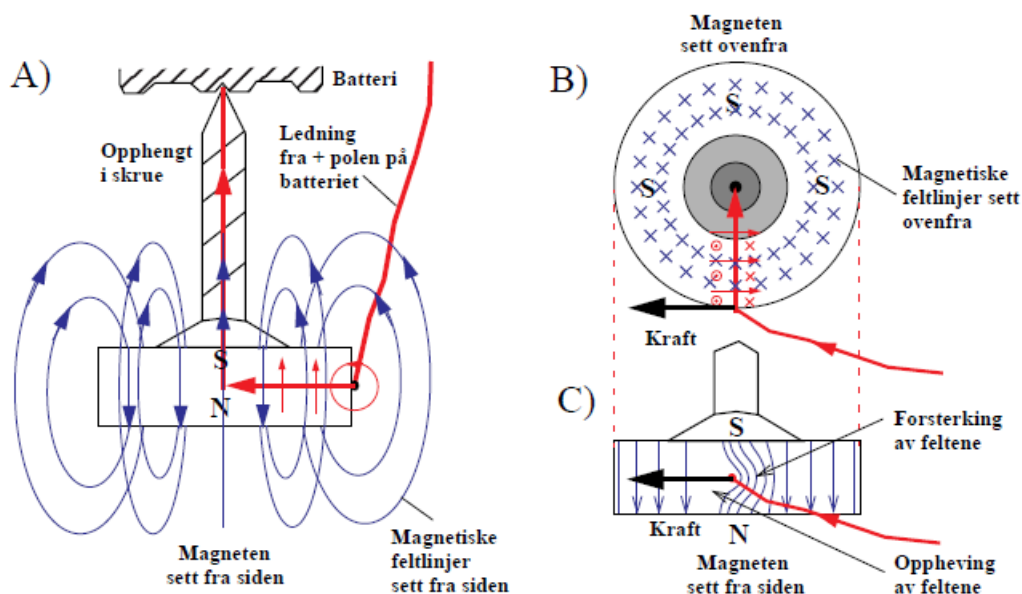 A)
Batteri
Opphengt
i skrue
Ledning
fra + polen på
batteriet
S
N
Magneten
sett fra siden
Magnetiske
feltlinjer
sett fra siden
B)
Magneten
sett ovenfra
S
S
S
Magnetiske
feltlinjer sett
ovenfra
Kraft
C)
S
Forsterking
av feltene
Kraft
N
Magneten
sett fra siden
Oppheving
av feltene